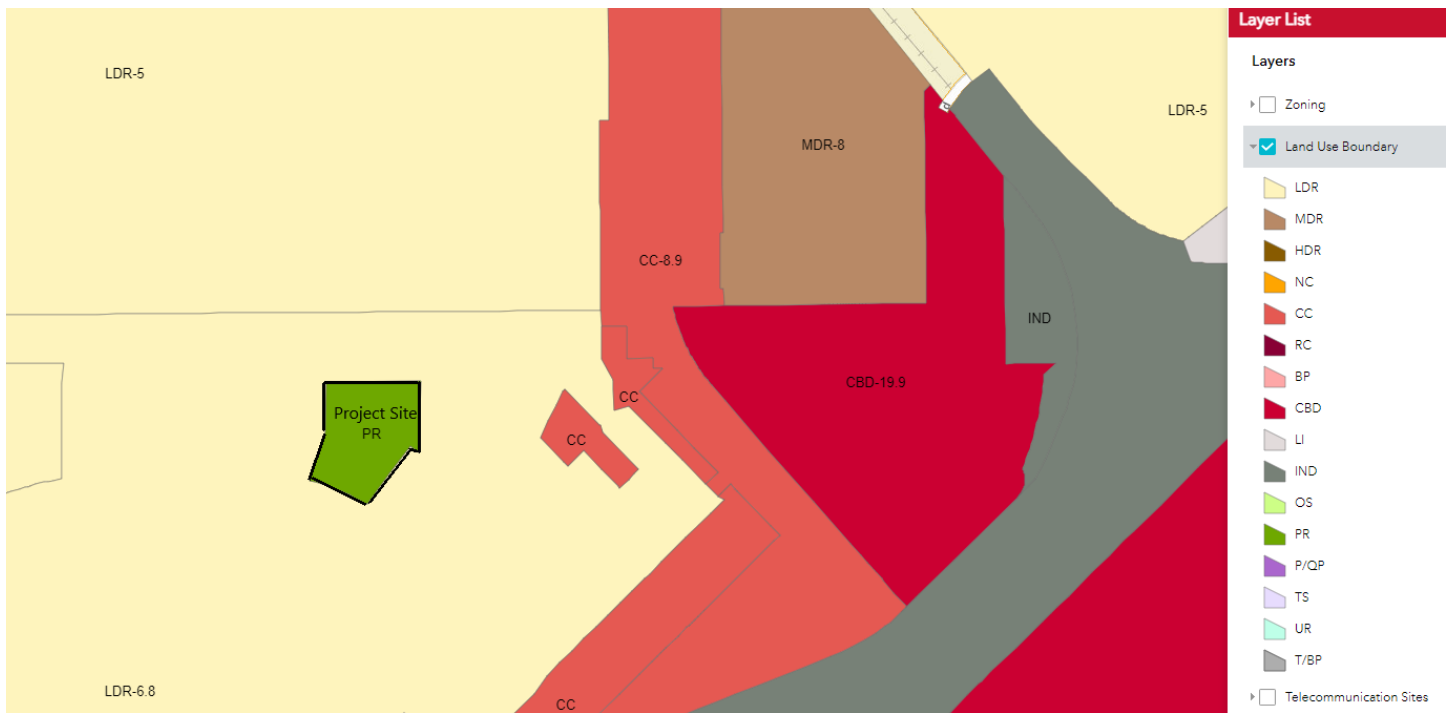 LDR-5
MDR-8
LDR-5
CC-8.9
IND
CBD-19.9
CC
CC
Project Site
PR
LDR-6.8
CC
Layer List
Layers
Zoning
Land Use Boundary
LDR
MDR
HDR
NC
CC
RC
BP
CBD
LI
IND
OS
PR
P/QP
TS
UR
T/BP
Telecommunication Sites